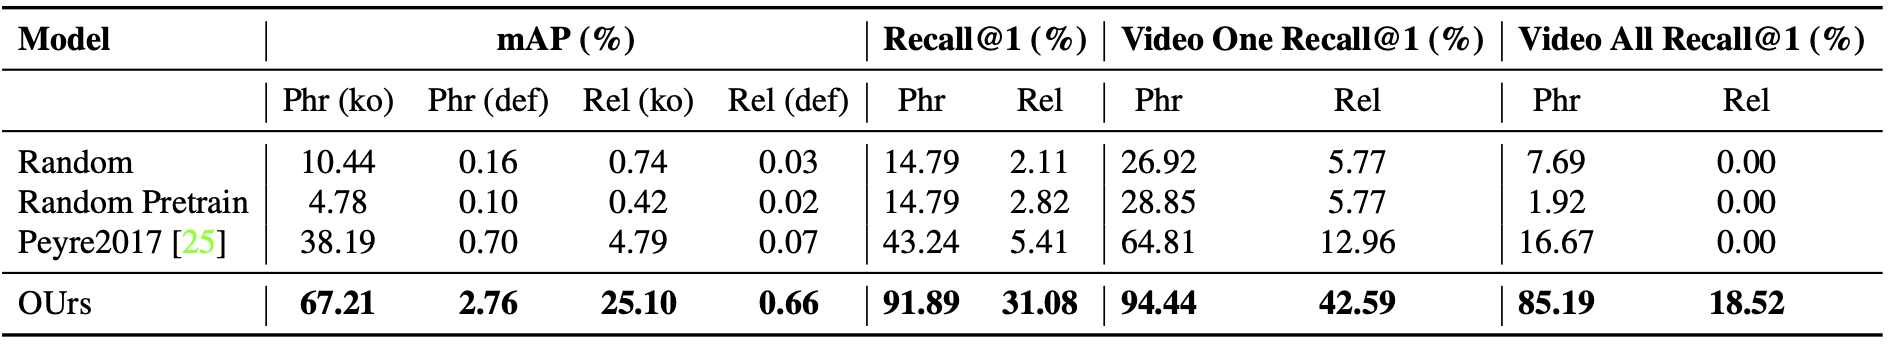 Model mAP (%) Recall@1 (%) Video One Recall@1 (%) Video All Recall@1 (%)
Phr (ko) Phr (def) Rel (ko) Rel (def) Phr Rel Phr Rel Phr Rel
Random 10.44 0.16 0.74 0.03 14.79 2.11 26.92 5.77 7.69 0.00
Random Pretrain 4.78 0.10 0.42 0.02 14.79 2.82 28.85 5.77 1.92 0.00
Peyre2017 [25] 38.19 0.70 4.79 0.07 43.24 5.41 64.81 12.96 16.67 0.00
OUrs 67.21 2.76 25.10 0.66 91.89 31.08 94.44 42.59 85.19 18.52